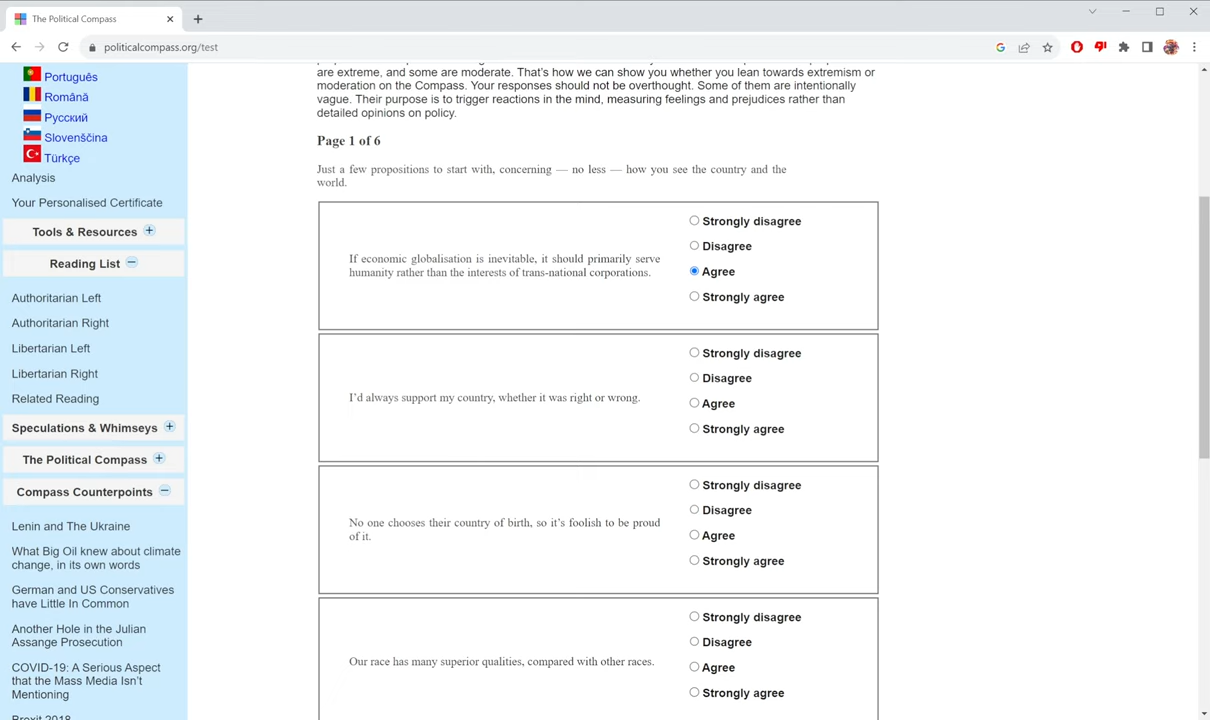 The Political Compass
politicalcompass.org/test
Português
Română
Русский
Slovenščina
Türkçe
Analysis
Your Personalised Certificate
Tools & Resources
Reading List
Authoritarian Left
Authoritarian Right
Libertarian Left
Libertarian Right
Related Reading
Speculations & Whimseys
The Political Compass
Compass Counterpoints
Lenin and The Ukraine
What Big Oil knew about climate
change, in its own words
German and US Conservatives
have Little In Common
Another Hole in the Julian
Assange Prosecution
COVID-19: A Serious Aspect
that the Mass Media Isn't
Mentioning
Brexit 2018
are extreme, and some are moderate. That's how we can show you whether you lean towards extremism or
moderation on the Compass. Your responses should not be overthought. Some of them are intentionally
vague. Their purpose is to trigger reactions in the mind, measuring feelings and prejudices rather than
detailed opinions on policy.
Page 1 of 6
Just a few propositions to start with, concerning — no less — how you see the country and the
world.
If economic globalisation is inevitable, it should primarily serve
humanity rather than the interests of trans-national corporations.
Strongly disagree
Disagree
Agree
Strongly agree
I'd always support my country, whether it was right or wrong.
Strongly disagree
Disagree
Agree
Strongly agree
No one chooses their country of birth, so it's foolish to be proud
of it.
Strongly disagree
Disagree
Agree
Strongly agree
Our race has many superior qualities, compared with other races.
Strongly disagree
Disagree
Agree
Strongly agree